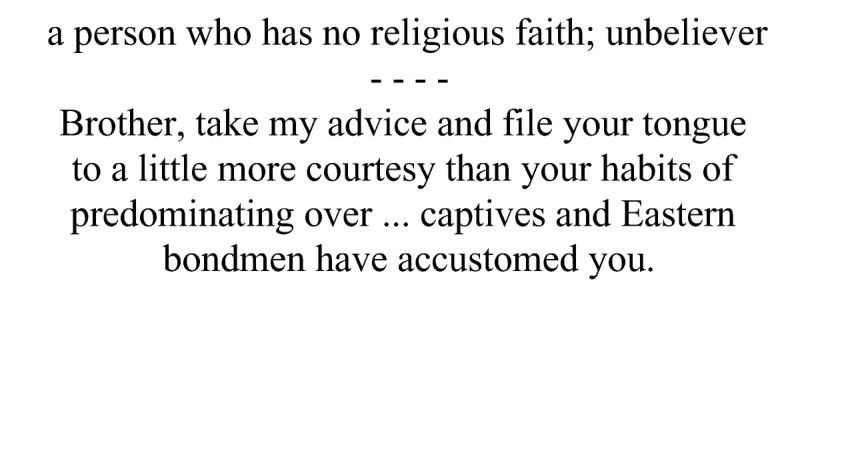 a person who has no religious faith; unbeliever
- - - -
Brother, take my advice and file your tongue
to a little more courtesy than your habits of
predominating over ... captives and Eastern
bondmen have accustomed you.